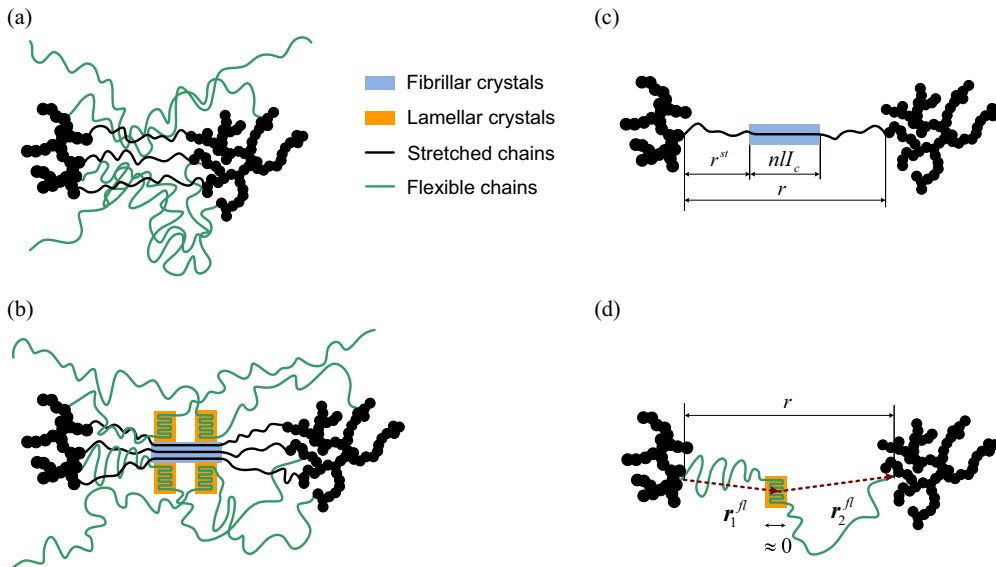 (a)
Fibrillar crystals
Lamellar crystals
Stretched chains
Flexible chains
(c)
r^{st}
nlI_c
r
(b)
(d)
r
r_1^{fl}
r_2^{fl}
≈ 0